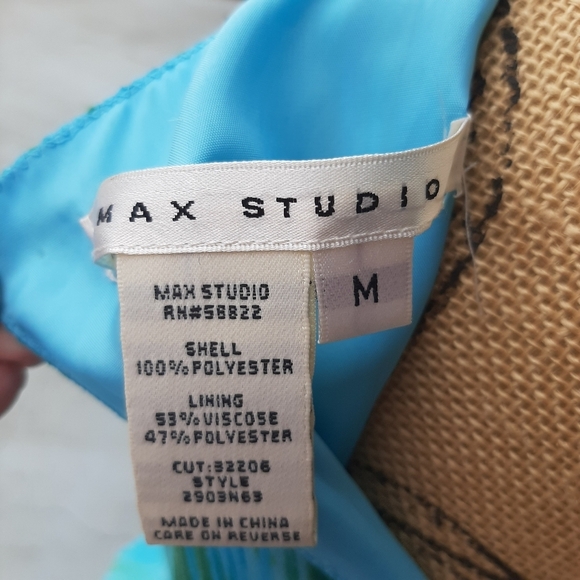 MAX STUDIO
M
MAX STUDIO
RN#58822
SHELL
100%POLYESTER
LINING
53%VISCOSE
47%POLYESTER
CUT:32206
STYLE
2903N63
MADE IN CHINA
CARE ON REVERSE